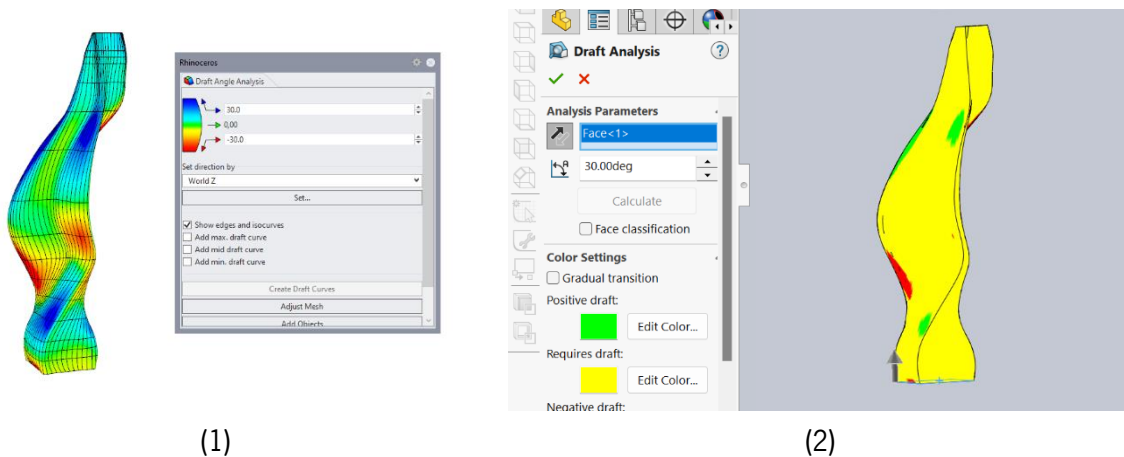 Rhinoceros
Draft Angle Analysis
30.0
0,00
-30.0
Set direction by
World Z
Set...
Show edges and isocurves
Add max. draft curve
Add mid draft curve
Add min. draft curve
Create Draft Curves
Adjust Mesh
Add Objects
(1)
Draft Analysis
Analysis Parameters
Face<1>
30.00deg
Calculate
Face classification
Color Settings
Gradual transition
Positive draft:
Edit Color...
Requires draft:
Edit Color...
Negative draft:
(2)